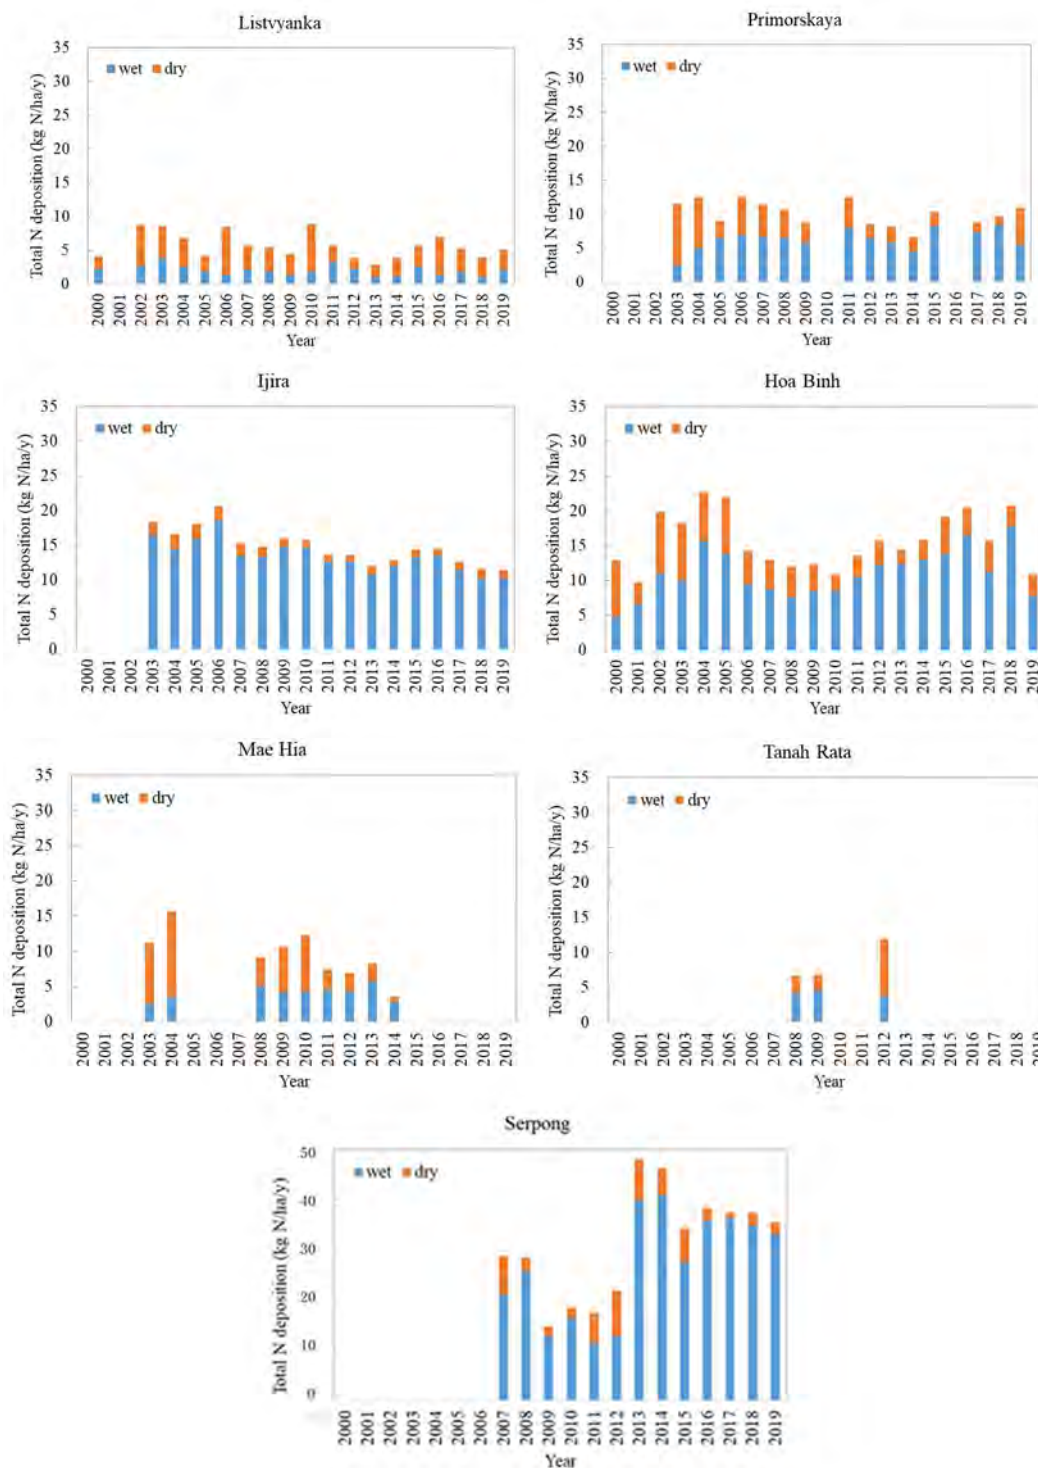 Listvyanka
Total N deposition (kg N/ha/y)
35
30
25
20
15
10
5
0
wet dry
2000 2001 2002 2003 2004 2005 2006 2007 2008 2009 2010 2011 2012 2013 2014 2015 2016 2017 2018 2019
Year
Primorskaya
Total N deposition (kg N/ha/y)
35
30
25
20
15
10
5
0
wet dry
2000 2001 2002 2003 2004 2005 2006 2007 2008 2009 2010 2011 2012 2013 2014 2015 2016 2017 2018 2019
Year
Ijira
Total N deposition (kg N/ha/y)
35
30
25
20
15
10
5
0
wet dry
2000 2001 2002 2003 2004 2005 2006 2007 2008 2009 2010 2011 2012 2013 2014 2015 2016 2017 2018 2019
Year
Hoa Binh
Total N deposition (kg N/ha/y)
35
30
25
20
15
10
5
0
wet dry
2000 2001 2002 2003 2004 2005 2006 2007 2008 2009 2010 2011 2012 2013 2014 2015 2016 2017 2018 2019
Year
Mae Hia
Total N deposition (kg N/ha/y)
35
30
25
20
15
10
5
0
wet dry
2000 2001 2002 2003 2004 2005 2006 2007 2008 2009 2010 2011 2012 2013 2014 2015 2016 2017 2018 2019
Year
Tanah Rata
Total N deposition (kg N/ha/y)
35
30
25
20
15
10
5
0
wet dry
2000 2001 2002 2003 2004 2005 2006 2007 2008 2009 2010 2011 2012 2013 2014 2015 2016 2017 2018 2019
Year
Serpong
Total N deposition (kg N/ha/y)
50
40
30
20
10
0
wet dry
2000 2001 2002 2003 2004 2005 2006 2007 2008 2009 2010 2011 2012 2013 2014 2015 2016 2017 2018 2019
Year